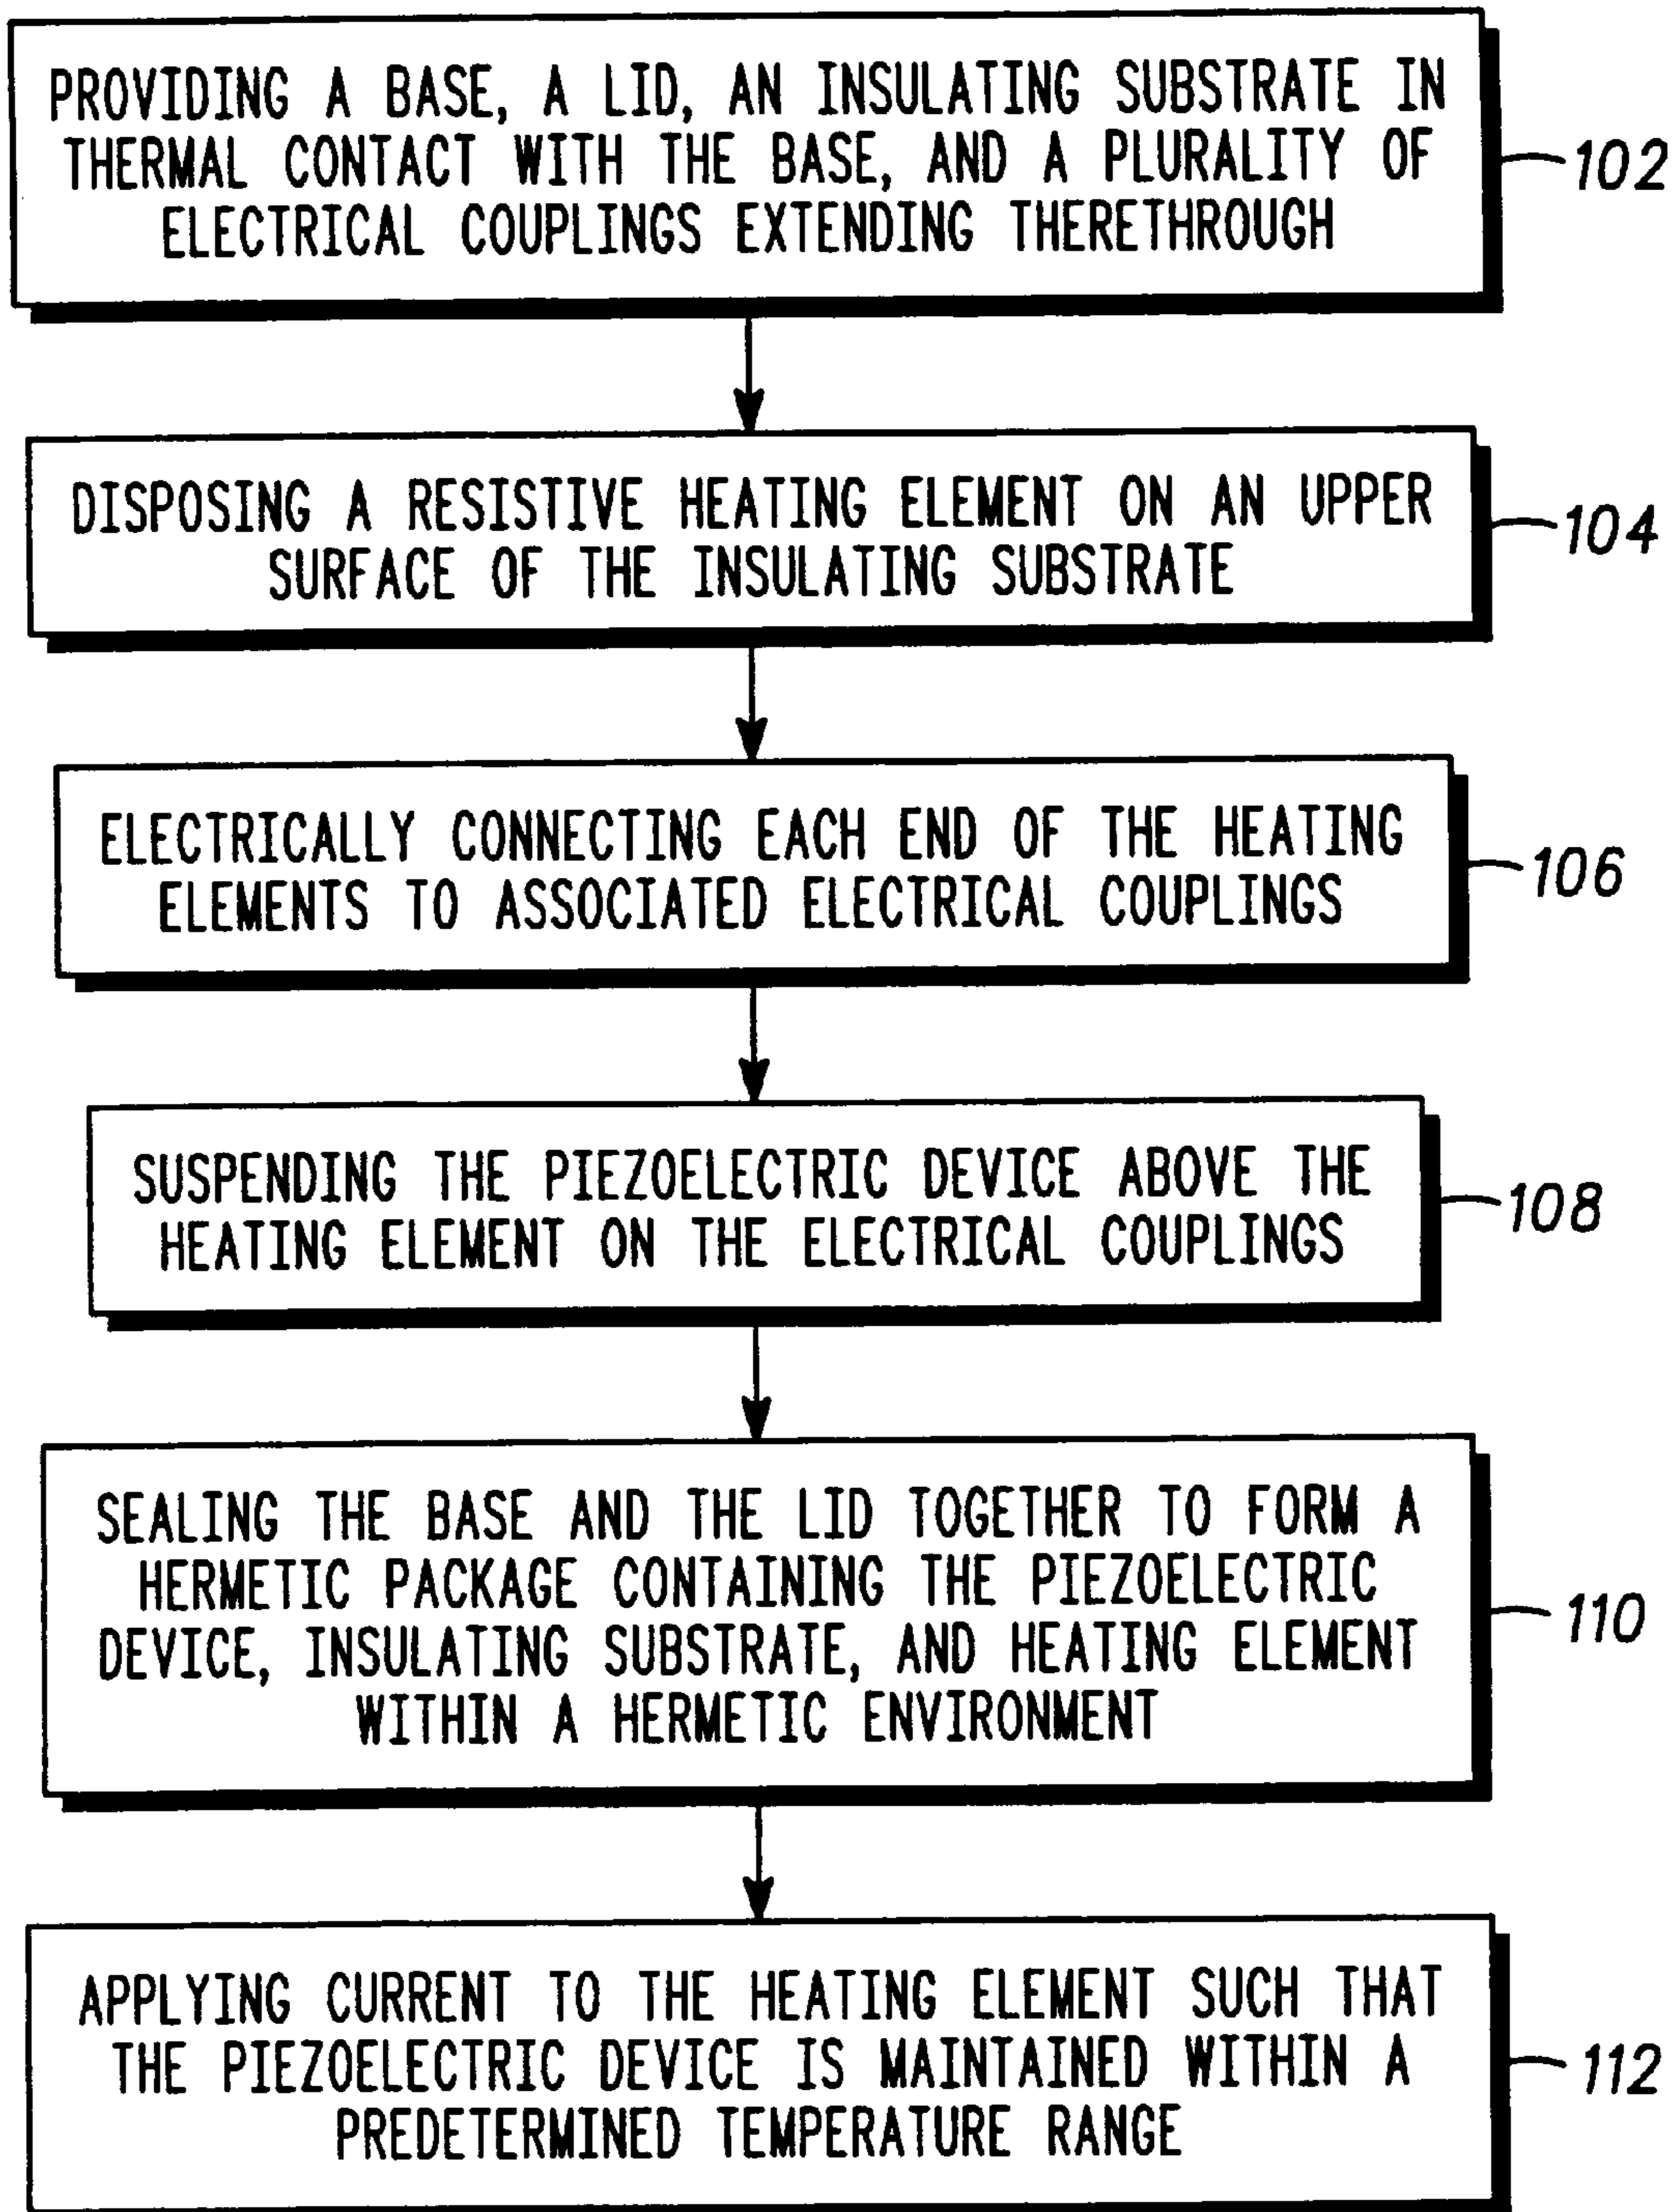 PROVIDING A BASE, A LID, AN INSULATING SUBSTRATE IN
THERMAL CONTACT WITH THE BASE, AND A PLURALITY OF
ELECTRICAL COUPLINGS EXTENDING THERETHROUGH
102
DISPOSING A RESISTIVE HEATING ELEMENT ON AN UPPER
SURFACE OF THE INSULATING SUBSTRATE
104
ELECTRICALLY CONNECTING EACH END OF THE HEATING
ELEMENTS TO ASSOCIATED ELECTRICAL COUPLINGS
106
SUSPENDING THE PIEZOELECTRIC DEVICE ABOVE THE
HEATING ELEMENT ON THE ELECTRICAL COUPLINGS
108
SEALING THE BASE AND THE LID TOGETHER TO FORM A
HERMETIC PACKAGE CONTAINING THE PIEZOELECTRIC
DEVICE, INSULATING SUBSTRATE, AND HEATING ELEMENT
WITHIN A HERMETIC ENVIRONMENT
110
APPLYING CURRENT TO THE HEATING ELEMENT SUCH THAT
THE PIEZOELECTRIC DEVICE IS MAINTAINED WITHIN A
PREDETERMINED TEMPERATURE RANGE
112